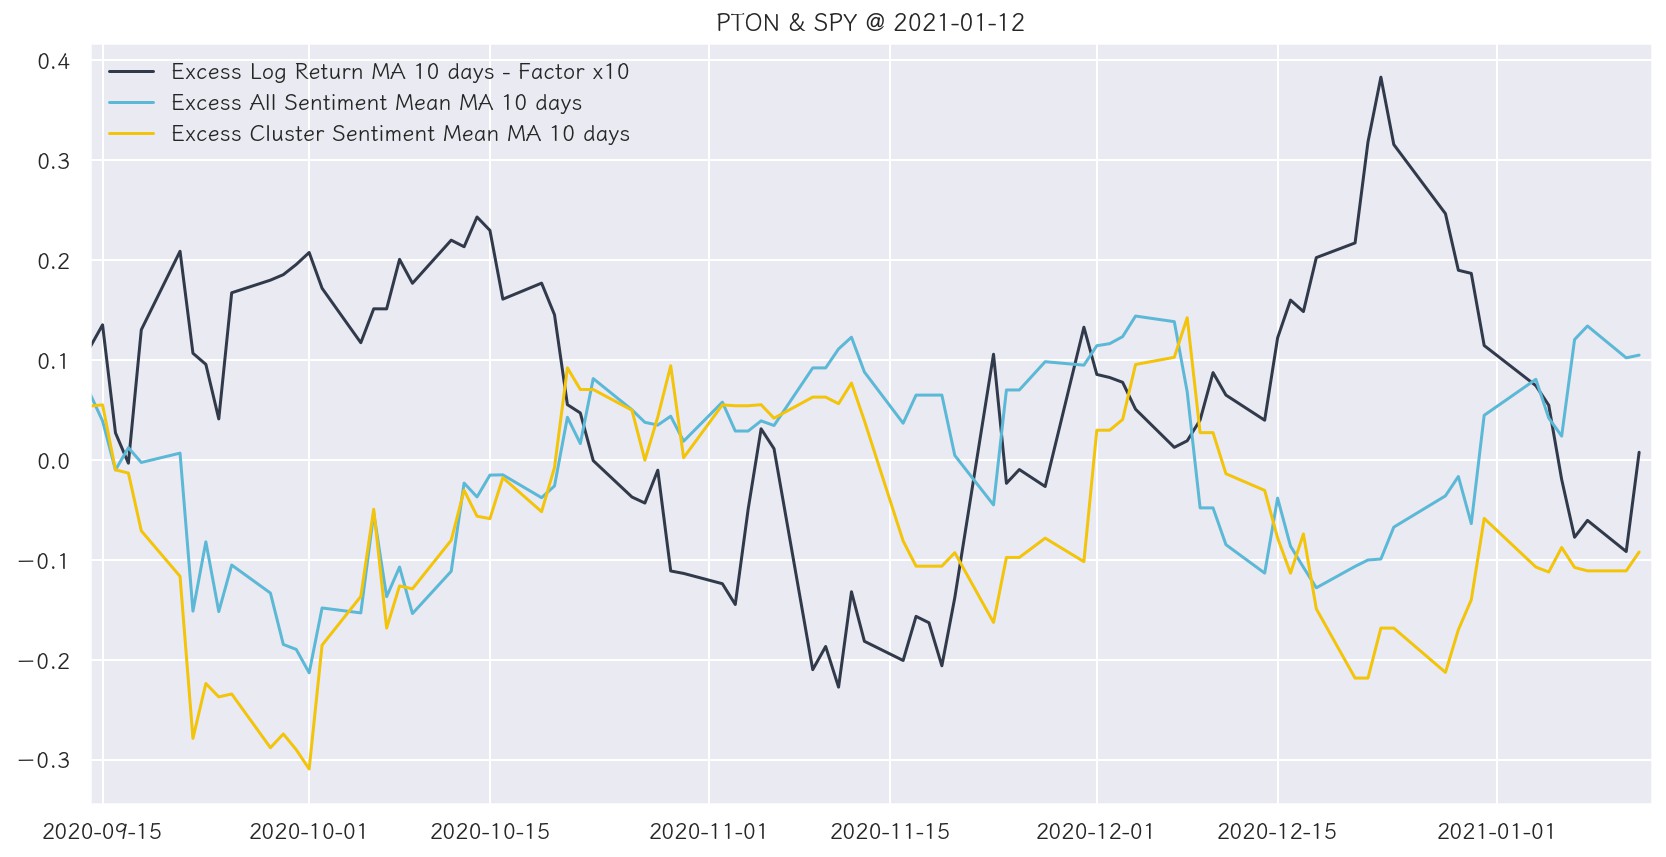 PTON & SPY @ 2021-01-12
0.4
0.3
0.2
0.1
0.0
−0.1
−0.2
−0.3
Excess Log Return MA 10 days - Factor x10
Excess All Sentiment Mean MA 10 days
Excess Cluster Sentiment Mean MA 10 days
2020-09-15 2020-10-01 2020-10-15 2020-11-01 2020-11-15 2020-12-01 2020-12-15 2021-01-01